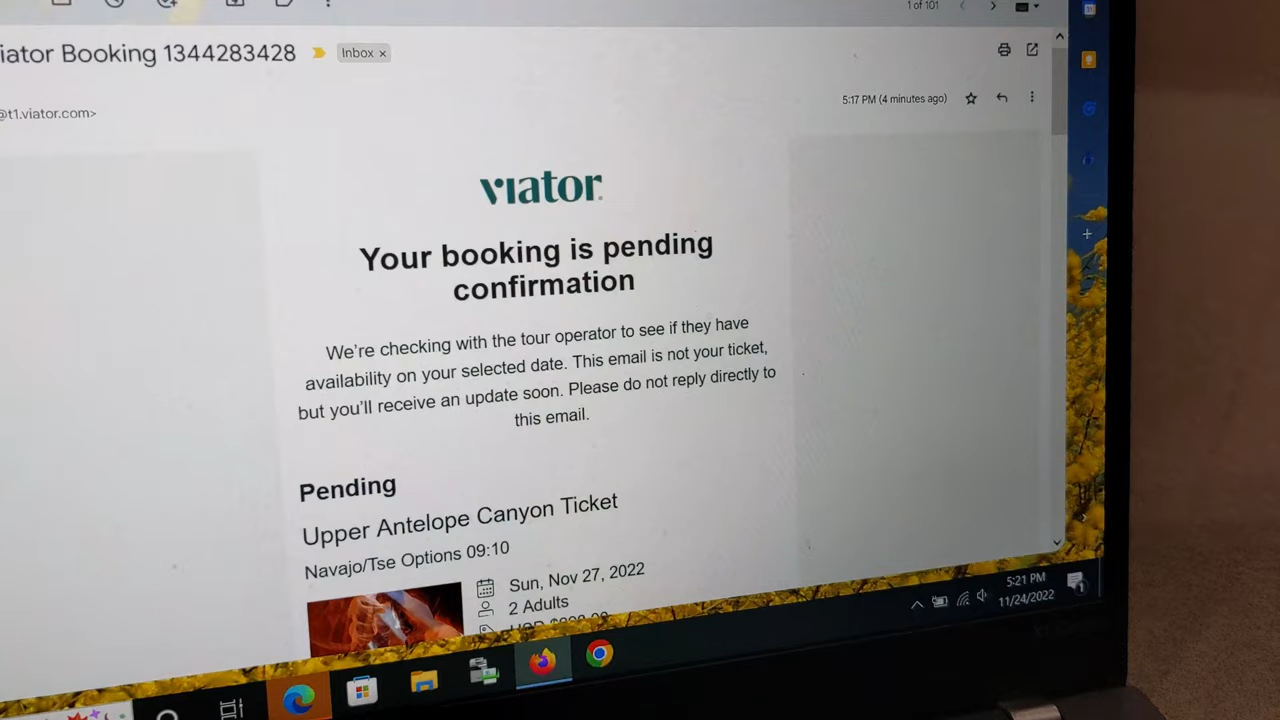 1 of 101
iator Booking 1344283428
Inbox ×
@t1.viator.com>
5:17 PM (4 minutes ago)
viator
Your booking is pending
confirmation
We're checking with the tour operator to see if they have
availability on your selected date. This email is not your ticket,
but you'll receive an update soon. Please do not reply directly to
this email.
Pending
Upper Antelope Canyon Ticket
Navajo/Tse Options 09:10
Sun, Nov 27, 2022
2 Adults
USD
5:21 PM
11/24/2022
1